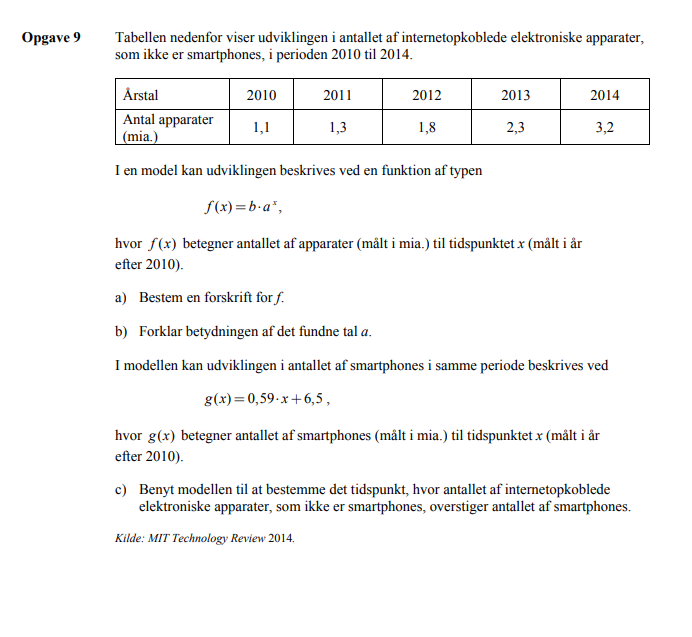 Opgave 9 Tabellen nedenfor viser udviklingen i antallet af internetopkoblede elektroniske apparater,
som ikke er smartphones, i perioden 2010 til 2014.
Årstal 2010 2011 2012 2013 2014
Antal apparater
(mia.) 1,1 1,3 1,8 2,3 3,2
I en model kan udviklingen beskrives ved en funktion af typen
f(x)=b·aˣ,
hvor f(x) betegner antallet af apparater (målt i mia.) til tidspunktet x (målt i år
efter 2010).
a) Bestem en forskrift for f.
b) Forklar betydningen af det fundne tal a.
I modellen kan udviklingen i antallet af smartphones i samme periode beskrives ved
g(x)=0,59·x+6,5 ,
hvor g(x) betegner antallet af smartphones (målt i mia.) til tidspunktet x (målt i år
efter 2010).
c) Benyt modellen til at bestemme det tidspunkt, hvor antallet af internetopkoblede
elektroniske apparater, som ikke er smartphones, overstiger antallet af smartphones.
Kilde: MIT Technology Review 2014.